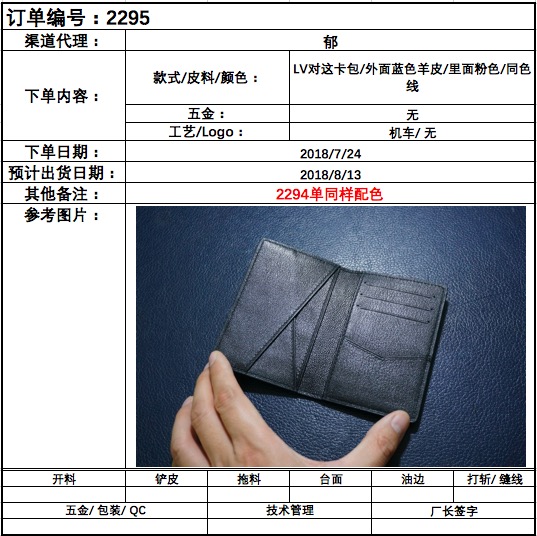 订单编号：2295
渠道代理： 郁
下单内容： 款式/皮料/颜色： LV对这卡包/外面蓝色羊皮/里面粉色/同色
线
五金： 无
工艺/Logo： 机车/ 无
下单日期： 2018/7/24
预计出货日期： 2018/8/13
其他备注： 2294单同样配色
参考图片：
开料 铲皮 拖料 台面 油边 打斩/ 缝线
五金/ 包装/ QC 技术管理 厂长签字